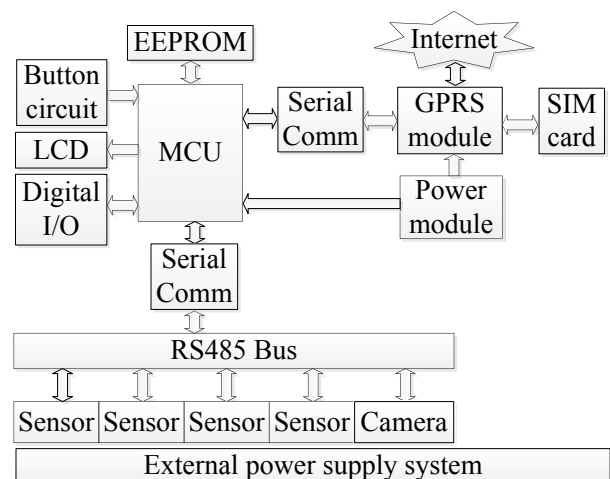 EEPROM
Internet
Button
circuit
Serial
Comm
GPRS
module
SIM
card
LCD
MCU
Digital
I/O
Power
module
Serial
Comm
RS485 Bus
Sensor Sensor Sensor Sensor Camera
External power supply system